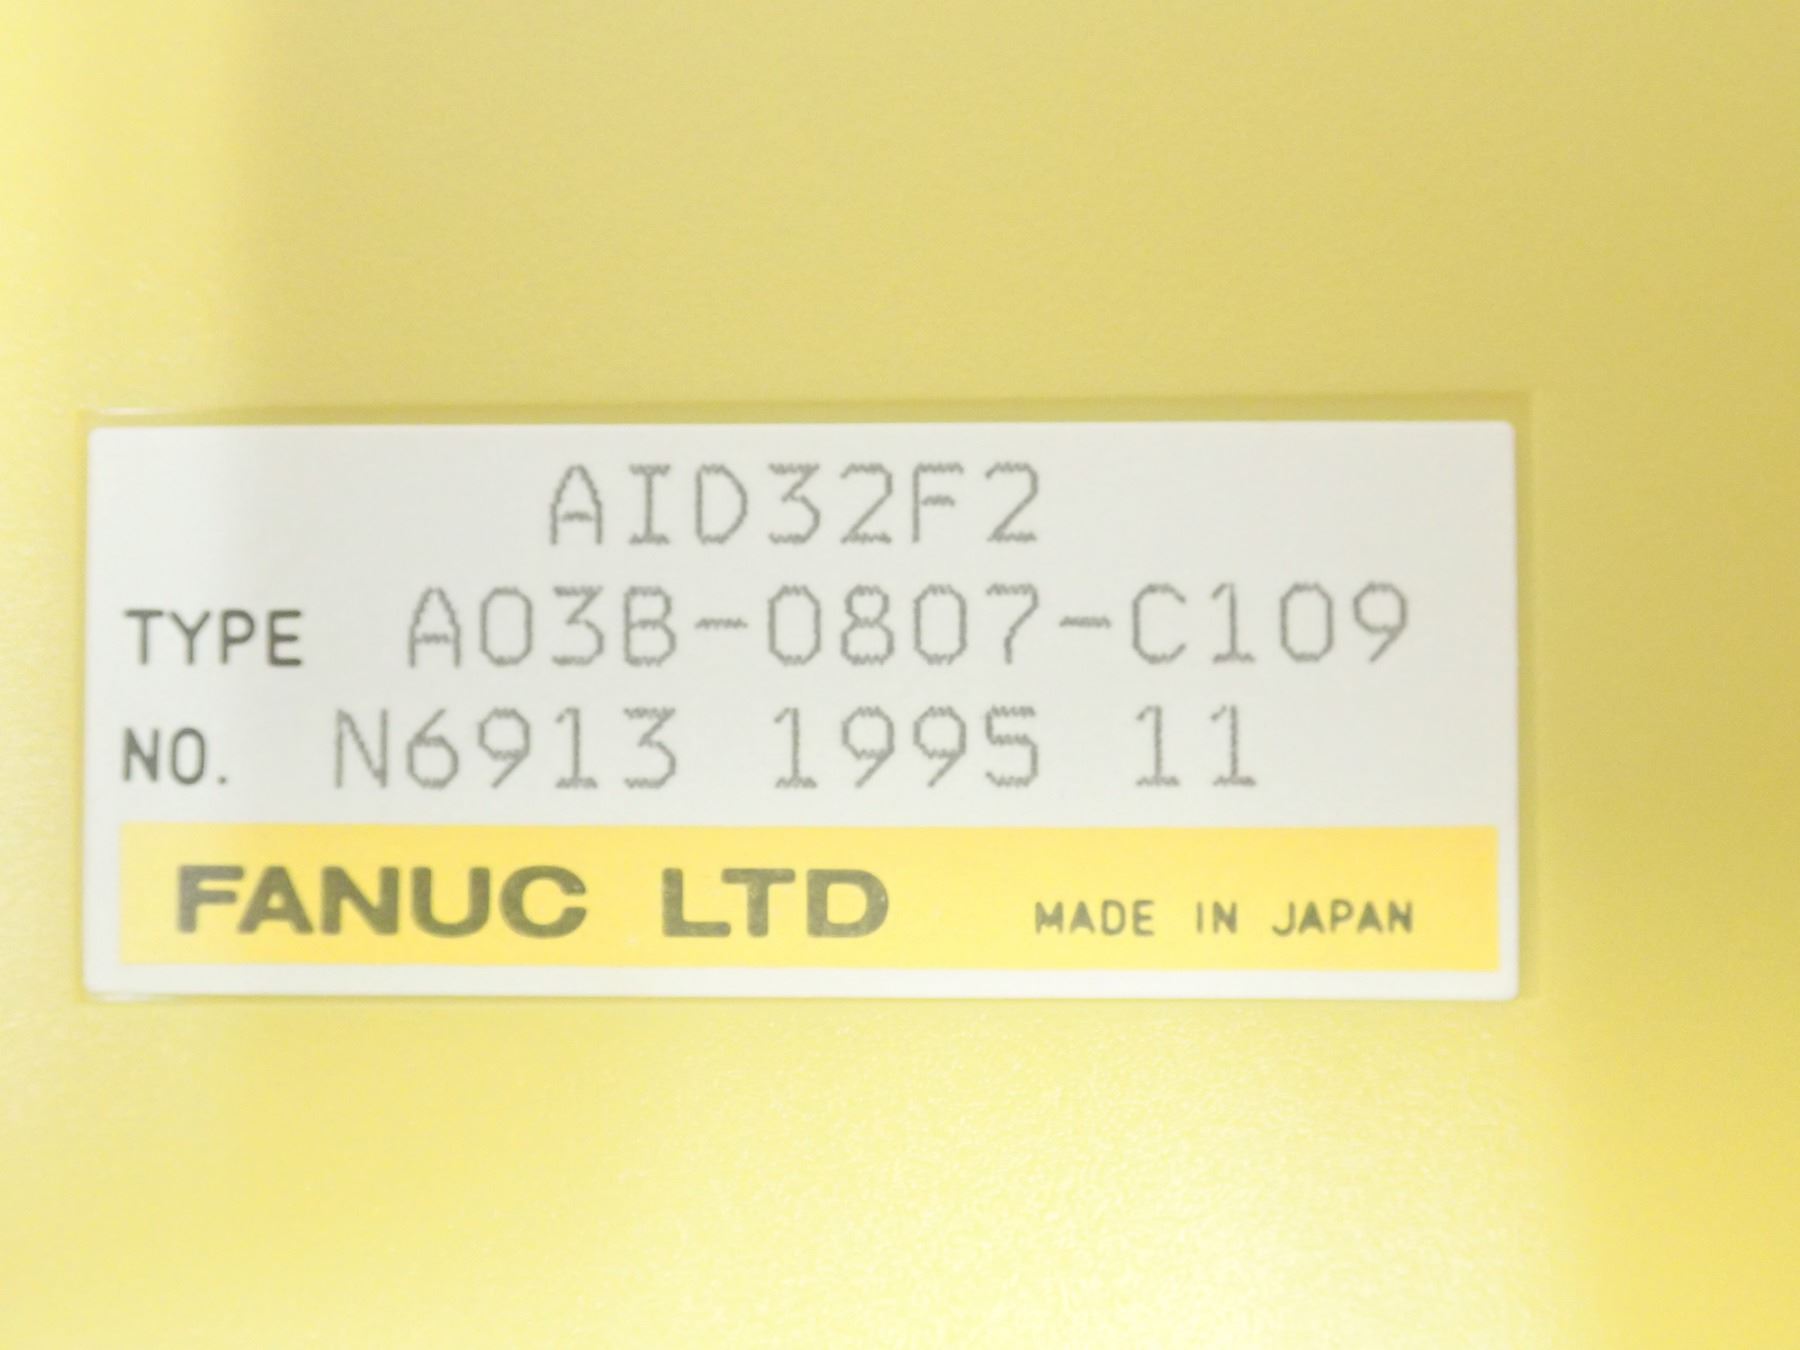 AID32F2
TYPE A03B-0807-C109
NO. N6913 1995 11
FANUC LTD MADE IN JAPAN